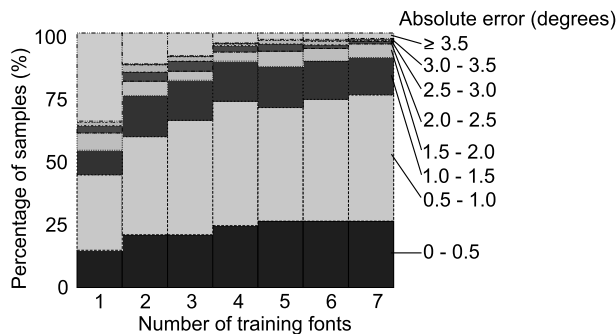 Absolute error (degrees)
100
75
50
25
0
Percentage of samples (%)
≥ 3.5
3.0 - 3.5
2.5 - 3.0
2.0 - 2.5
1.5 - 2.0
1.0 - 1.5
0.5 - 1.0
0 - 0.5
1 2 3 4 5 6 7
Number of training fonts